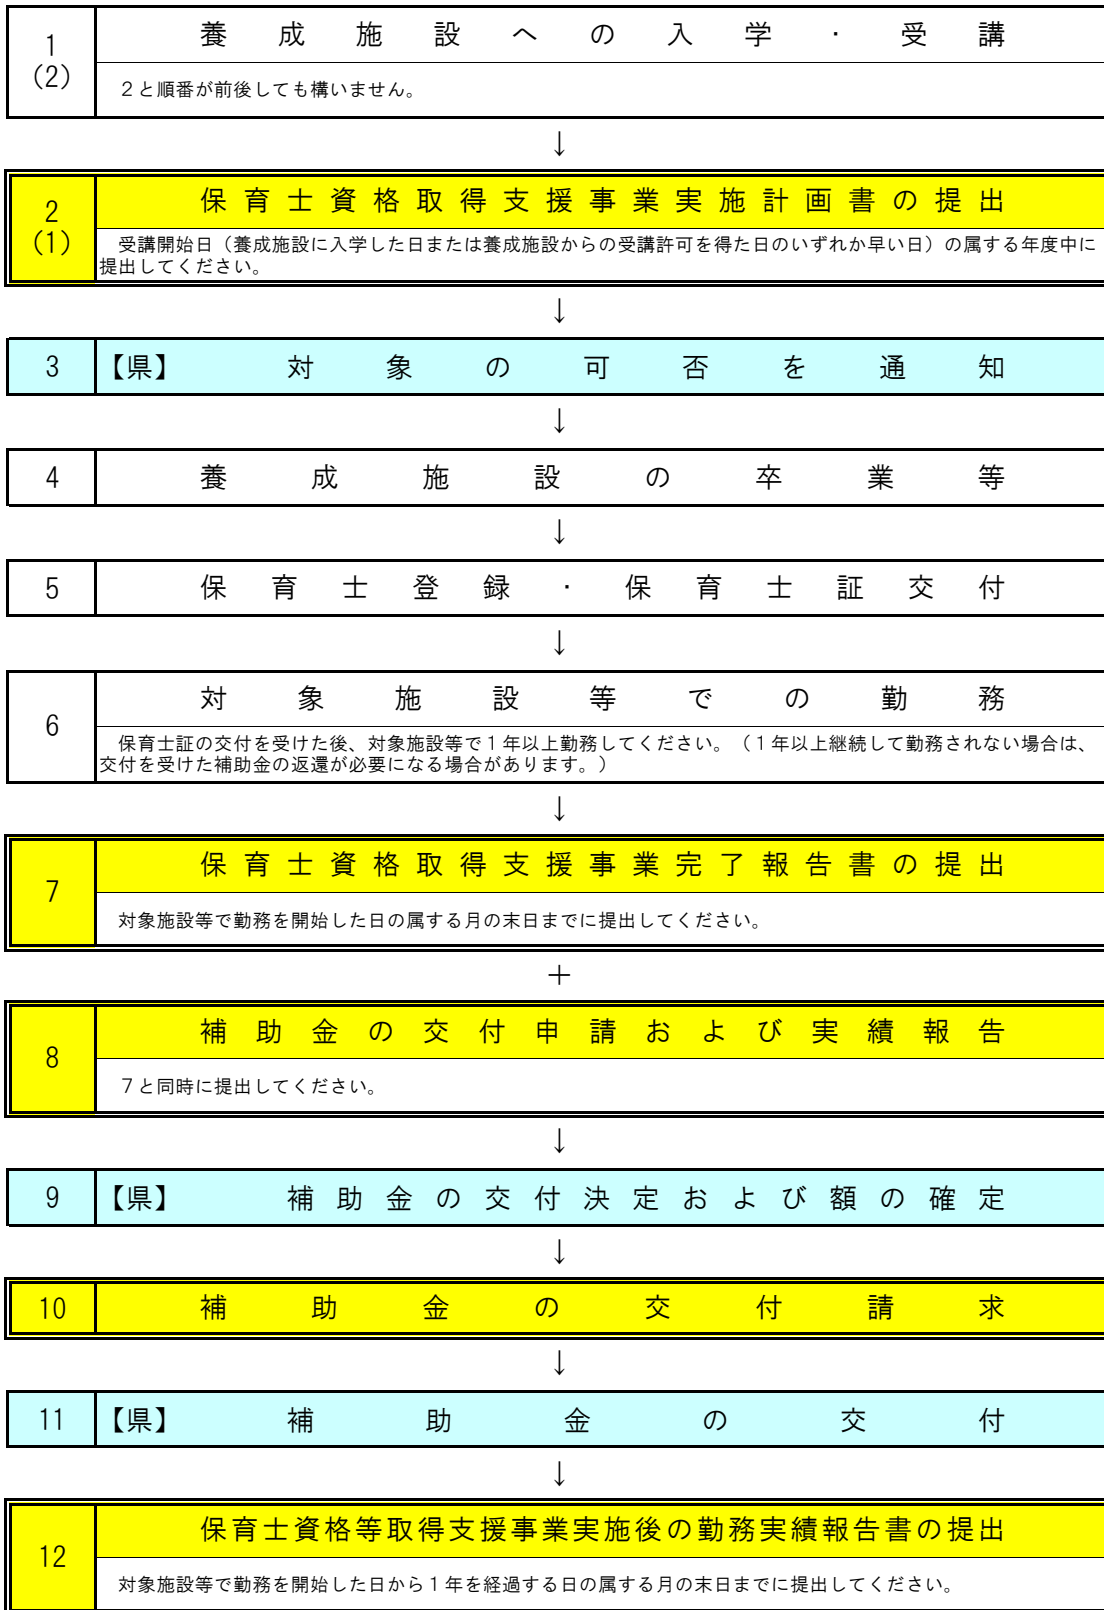 1
(2)
養成施設への入学・受講
２と順番が前後しても構いません。
↓
2
(1)
保育士資格取得支援事業実施計画書の提出
受講開始日（養成施設に入学した日または養成施設からの受講許可を得た日のいずれか早い日）の属する年度中に
提出してください。
↓
3
【県】 対象の可否を通知
↓
4
養成施設の卒業等
↓
5
保育士登録・保育士証交付
↓
6
対象施設等での勤務
保育士証の交付を受けた後、対象施設等で１年以上勤務してください。（１年以上継続して勤務されない場合は、
交付を受けた補助金の返還が必要になる場合があります。）
↓
7
保育士資格取得支援事業完了報告書の提出
対象施設等で勤務を開始した日の属する月の末日までに提出してください。
＋
8
補助金の交付申請および実績報告
７と同時に提出してください。
↓
9
【県】 補助金の交付決定および額の確定
↓
10
補助金の交付請求
↓
11
【県】 補助金の交付
↓
12
保育士資格等取得支援事業実施後の勤務実績報告書の提出
対象施設等で勤務を開始した日から１年を経過する日の属する月の末日までに提出してください。